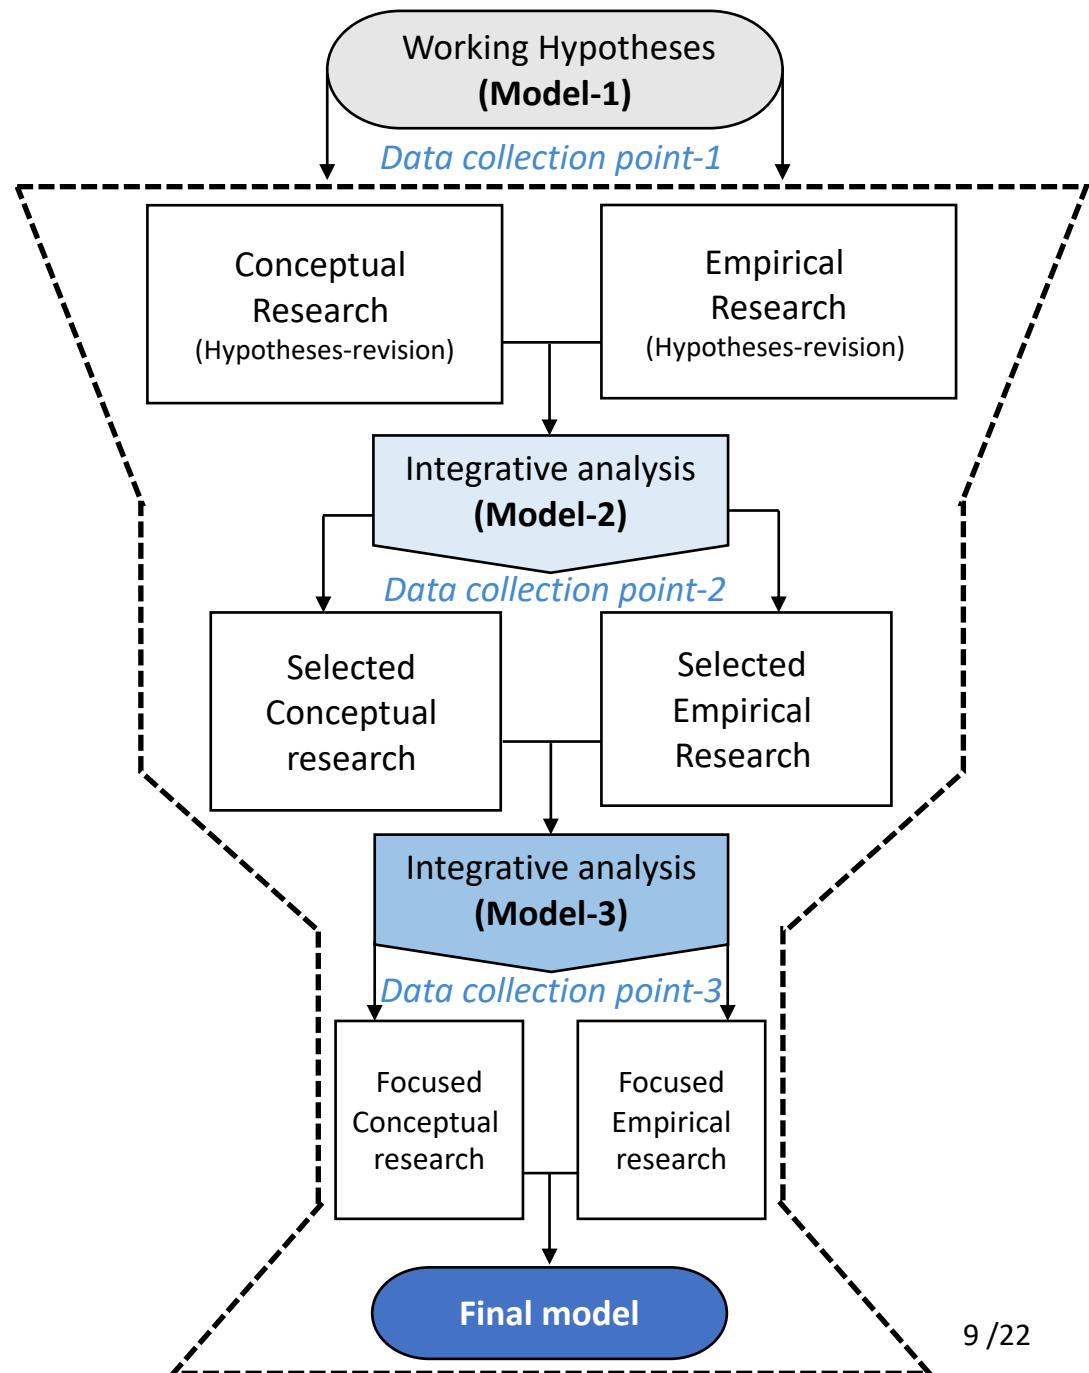 Working Hypotheses
(Model-1)
Data collection point-1
Conceptual
Research
(Hypotheses-revision)
Empirical
Research
(Hypotheses-revision)
Integrative analysis
(Model-2)
Data collection point-2
Selected
Conceptual
research
Selected
Empirical
Research
Integrative analysis
(Model-3)
Data collection point-3
Focused
Conceptual
research
Focused
Empirical
research
Final model
9 /22